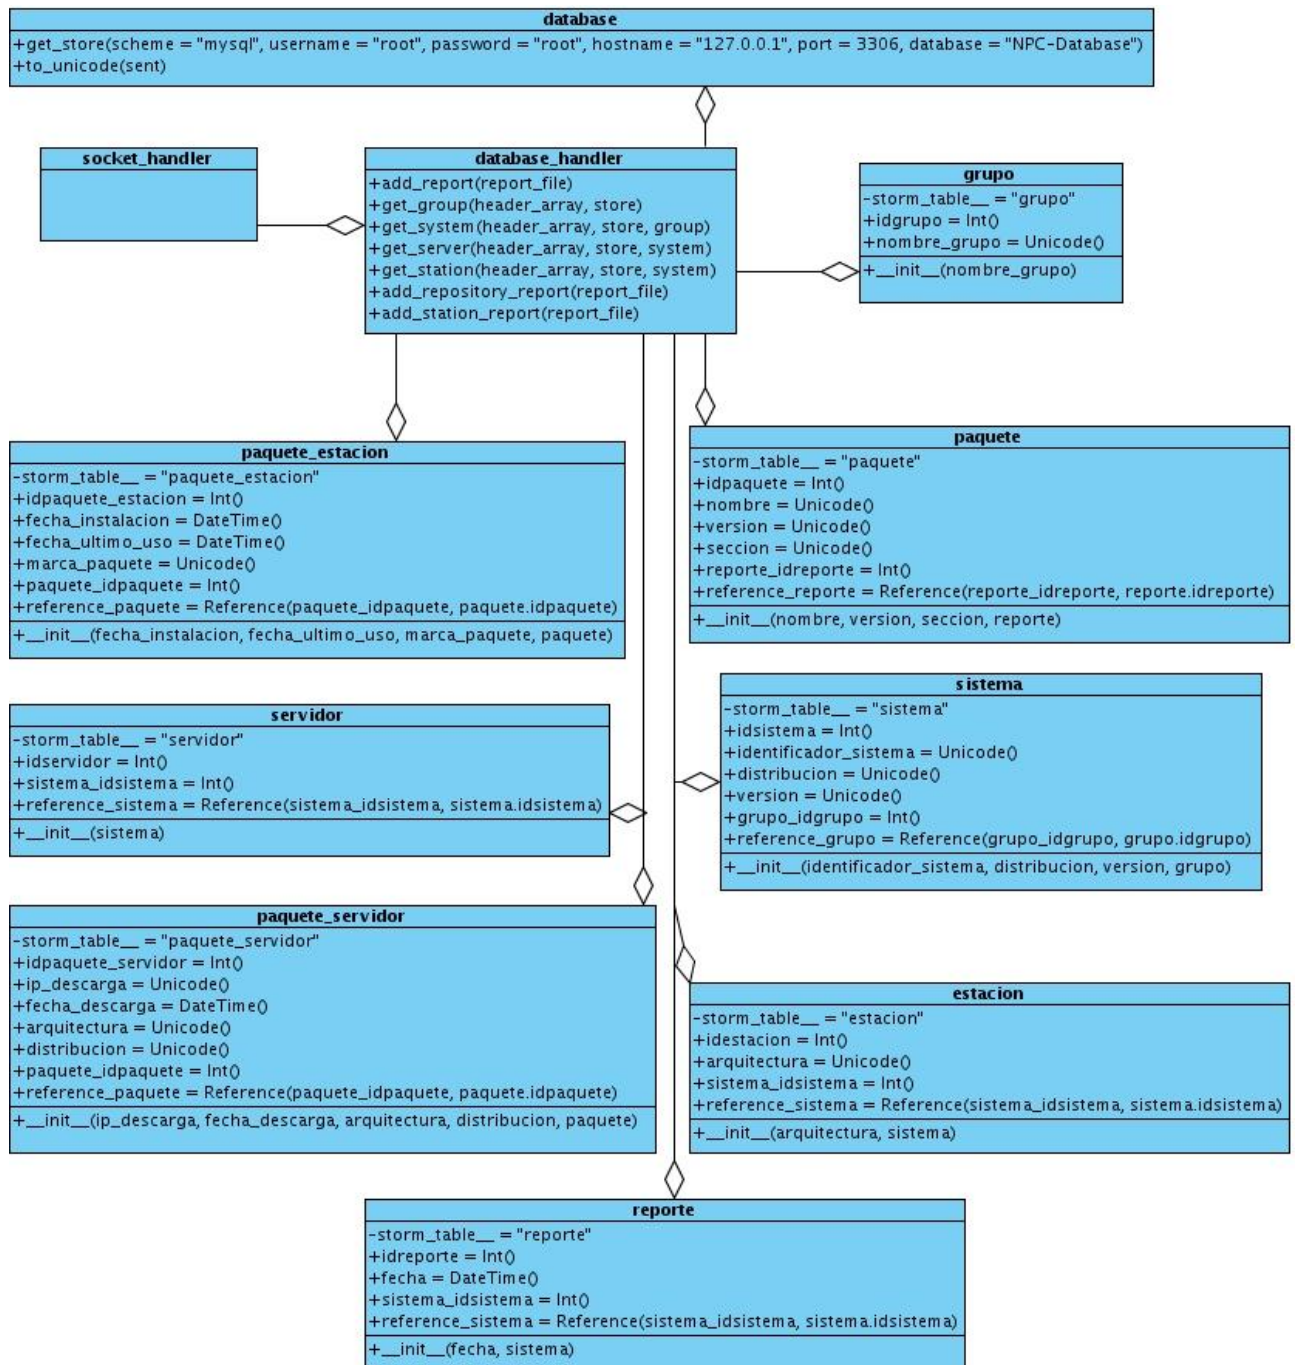 database
+get_store(scheme = "mysql", username = "root", password = "root", hostname = "127.0.0.1", port = 3306, database = "NPC-Database")
+to_unicode(sent)
socket_handler
database_handler
+add_report(report_file)
+get_group(header_array, store)
+get_system(header_array, store, group)
+get_server(header_array, store, system)
+get_station(header_array, store, system)
+add_repository_report(report_file)
+add_station_report(report_file)
grupo
-storm_table__ = "grupo"
+idgrupo = Int()
+nombre_grupo = Unicode()
+__init__(nombre_grupo)
paquete_estacion
-storm_table__ = "paquete_estacion"
+idpaquete_estacion = Int()
+fecha_instalacion = DateTime()
+fecha_ultimo_uso = DateTime()
+marca_paquete = Unicode()
+paquete_idpaquete = Int()
+reference_paquete = Reference(paquete_idpaquete, paquete.idpaquete)
+__init__(fecha_instalacion, fecha_ultimo_uso, marca_paquete, paquete)
paquete
-storm_table__ = "paquete"
+idpaquete = Int()
+nombre = Unicode()
+version = Unicode()
+seccion = Unicode()
+reporte_idreporte = Int()
+reference_reporte = Reference(reporte_idreporte, reporte.idreporte)
+__init__(nombre, version, seccion, reporte)
servidor
-storm_table__ = "servidor"
+idservidor = Int()
+sistema_idsistema = Int()
+reference_sistema = Reference(sistema_idsistema, sistema.idsistema)
+__init__(sistema)
sistema
-storm_table__ = "sistema"
+idsistema = Int()
+identificador_sistema = Unicode()
+distribucion = Unicode()
+version = Unicode()
+grupo_idgrupo = Int()
+reference_grupo = Reference(grupo_idgrupo, grupo.idgrupo)
+__init__(identificador_sistema, distribucion, version, grupo)
paquete_servidor
-storm_table__ = "paquete_servidor"
+idpaquete_servidor = Int()
+ip_descarga = Unicode()
+fecha_descarga = DateTime()
+arquitectura = Unicode()
+distribucion = Unicode()
+paquete_idpaquete = Int()
+reference_paquete = Reference(paquete_idpaquete, paquete.idpaquete)
+__init__(ip_descarga, fecha_descarga, arquitectura, distribucion, paquete)
estacion
-storm_table__ = "estacion"
+idestacion = Int()
+arquitectura = Unicode()
+sistema_idsistema = Int()
+reference_sistema = Reference(sistema_idsistema, sistema.idsistema)
+__init__(arquitectura, sistema)
reporte
-storm_table__ = "reporte"
+idreporte = Int()
+fecha = DateTime()
+sistema_idsistema = Int()
+reference_sistema = Reference(sistema_idsistema, sistema.idsistema)
+__init__(fecha, sistema)